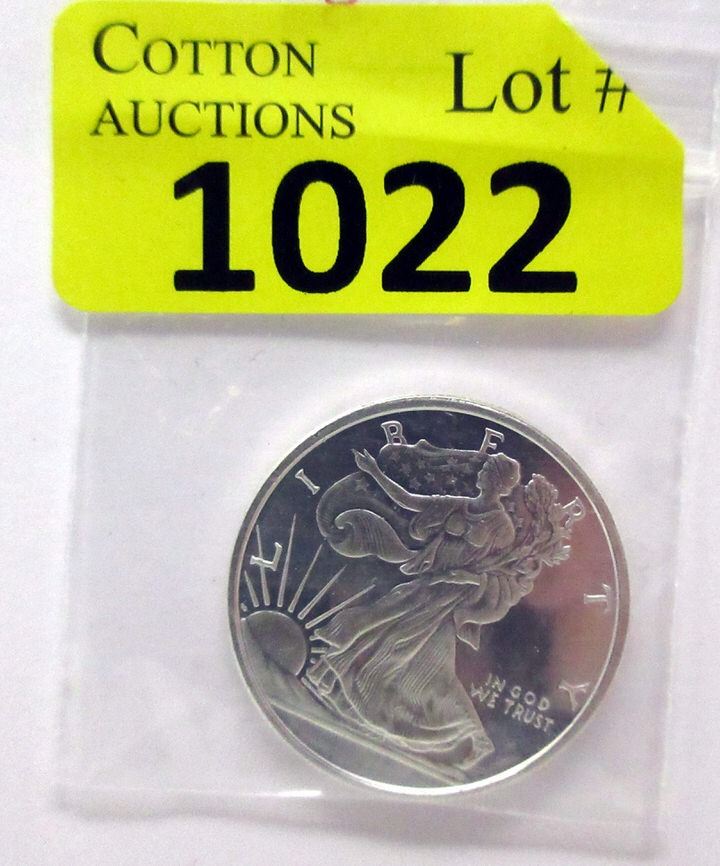 COTTON
AUCTIONS
Lot #
1022
LIBERTY
IN GOD
WE TRUST